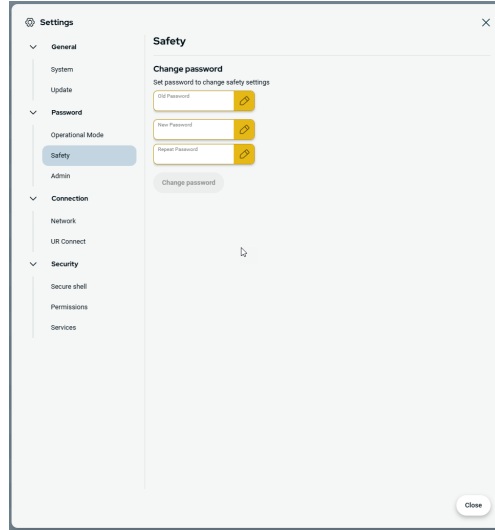 Settings
General
System
Update
Password
Operational Mode
Safety
Admin
Connection
Network
UR Connect
Security
Secure shell
Permissions
Services
Safety
Change password
Set password to change safety settings
Old Password
New Password
Repeat Password
Change password
Close